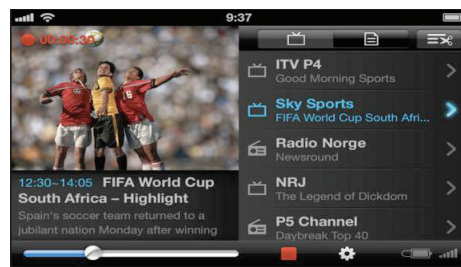 9:37
00:00:30
ITV P4
Good Morning Sports
Sky Sports
FIFA World Cup South Afri...
Radio Norge
Newsround
NRJ
The Legend of Dickdom
P5 Channel
Daybreak Top 40
12:30~14:05 FIFA World Cup
South Africa – Highlight
Spain's soccer team returned to a
jubilant nation Monday after winning